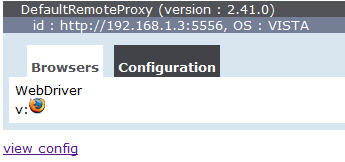 DefaultRemoteProxy (version : 2.41.0)
id : http://192.168.1.3:5556, OS : VISTA
Browsers Configuration
WebDriver
v:
view config